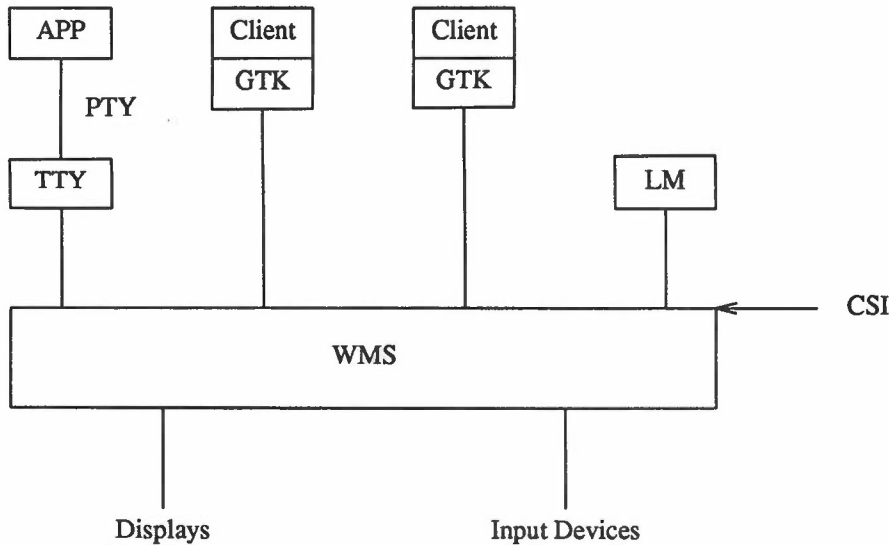 APP
Client
Client
GTK
GTK
PTY
TTY
LM
CSI
WMS
Displays
Input Devices